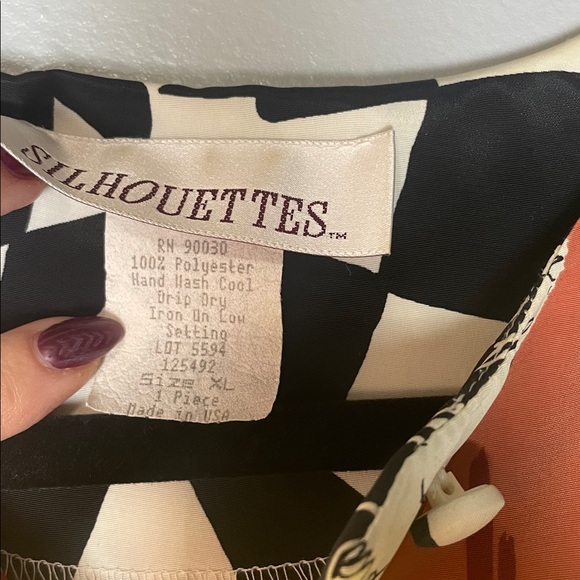 SILHOUETTES™
RN 90030
100% Polyester
Hand Wash Cool
Drip Dry
Iron On Low
Setting
LOT 5594
125492
Size XL
1 Piece
Made in USA